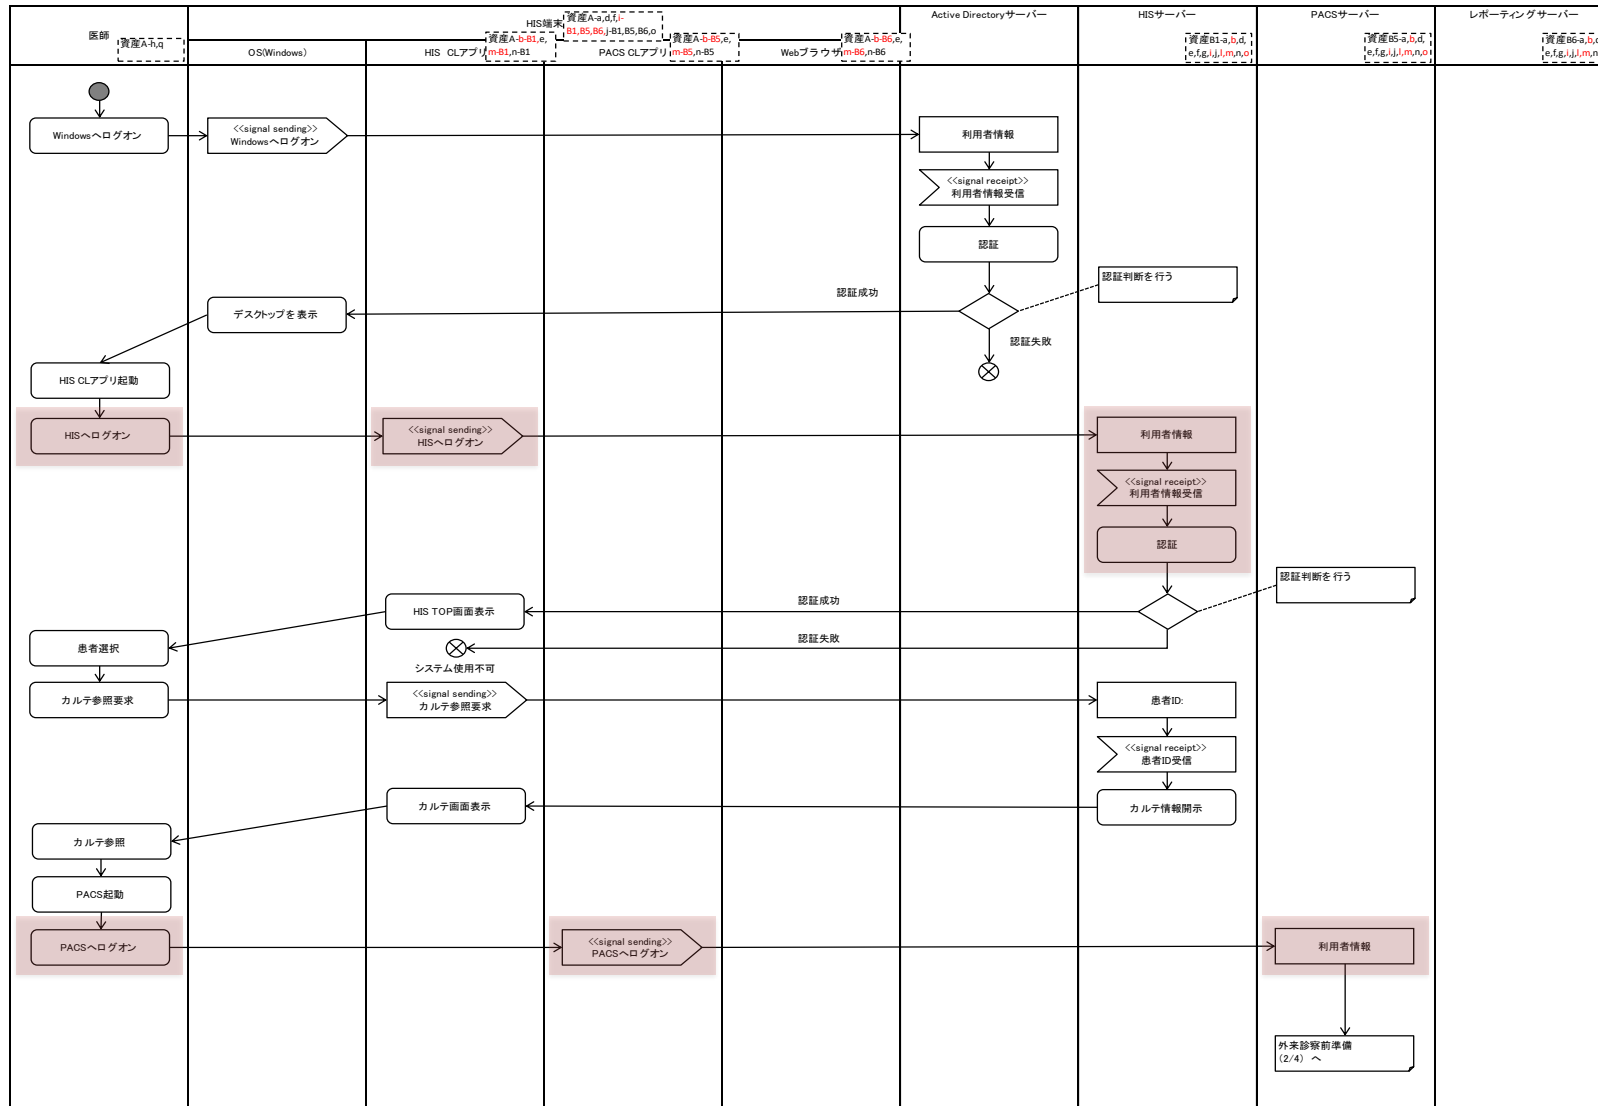 医師
資産A-h,q
HIS端末
資産A-a,d,f,i-
B1,B5,B6,j-B1,B5,B6,o
OS(Windows)
HIS CLアプリ
資産A-b-B1,e,
m-B1,n-B1
PACS CLアプリ
資産A-b-B5,e,
m-B5,n-B5
Webブラウザ
資産A-b-B6,e,
m-B6,n-B6
Active Directoryサーバー
HISサーバー
資産B1-a,b,d,
e,f,g,i,j,l,m,n,o
PACSサーバー
資産B5-a,b,d,
e,f,g,i,j,l,m,n,o
レポーティングサーバー
資産B6-a,b,d
e,f,g,i,j,l,m,n
Windowsへログオン
<<signal sending>>
Windowsへログオン
利用者情報
<<signal receipt>>
利用者情報受信
認証
認証判断を行う
認証成功
デスクトップを表示
認証失敗
HIS CLアプリ起動
HISへログオン
<<signal sending>>
HISへログオン
利用者情報
<<signal receipt>>
利用者情報受信
認証
認証判断を行う
認証成功
HIS TOP画面表示
認証失敗
患者選択
システム使用不可
カルテ参照要求
<<signal sending>>
カルテ参照要求
患者ID:
<<signal receipt>>
患者ID受信
カルテ画面表示
カルテ情報開示
カルテ参照
PACS起動
PACSへログオン
<<signal sending>>
PACSへログオン
利用者情報
外来診察前準備
(2/4) へ